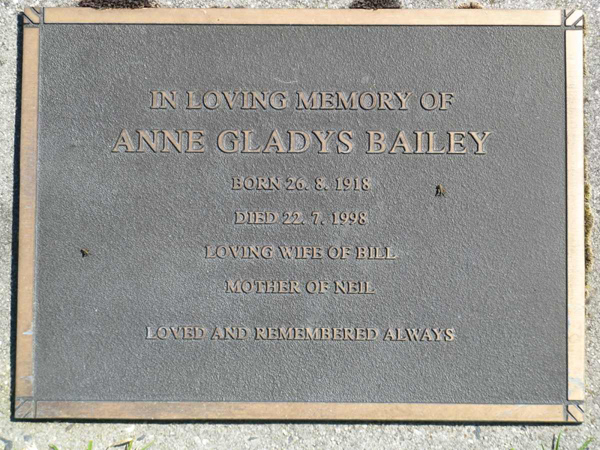 IN LOVING MEMORY OF
ANNE GLADYS BAILEY
BORN 26. 8. 1918
DIED 22. 7. 1998
LOVING WIFE OF BILL
MOTHER OF NEIL
LOVED AND REMEMBERED ALWAYS